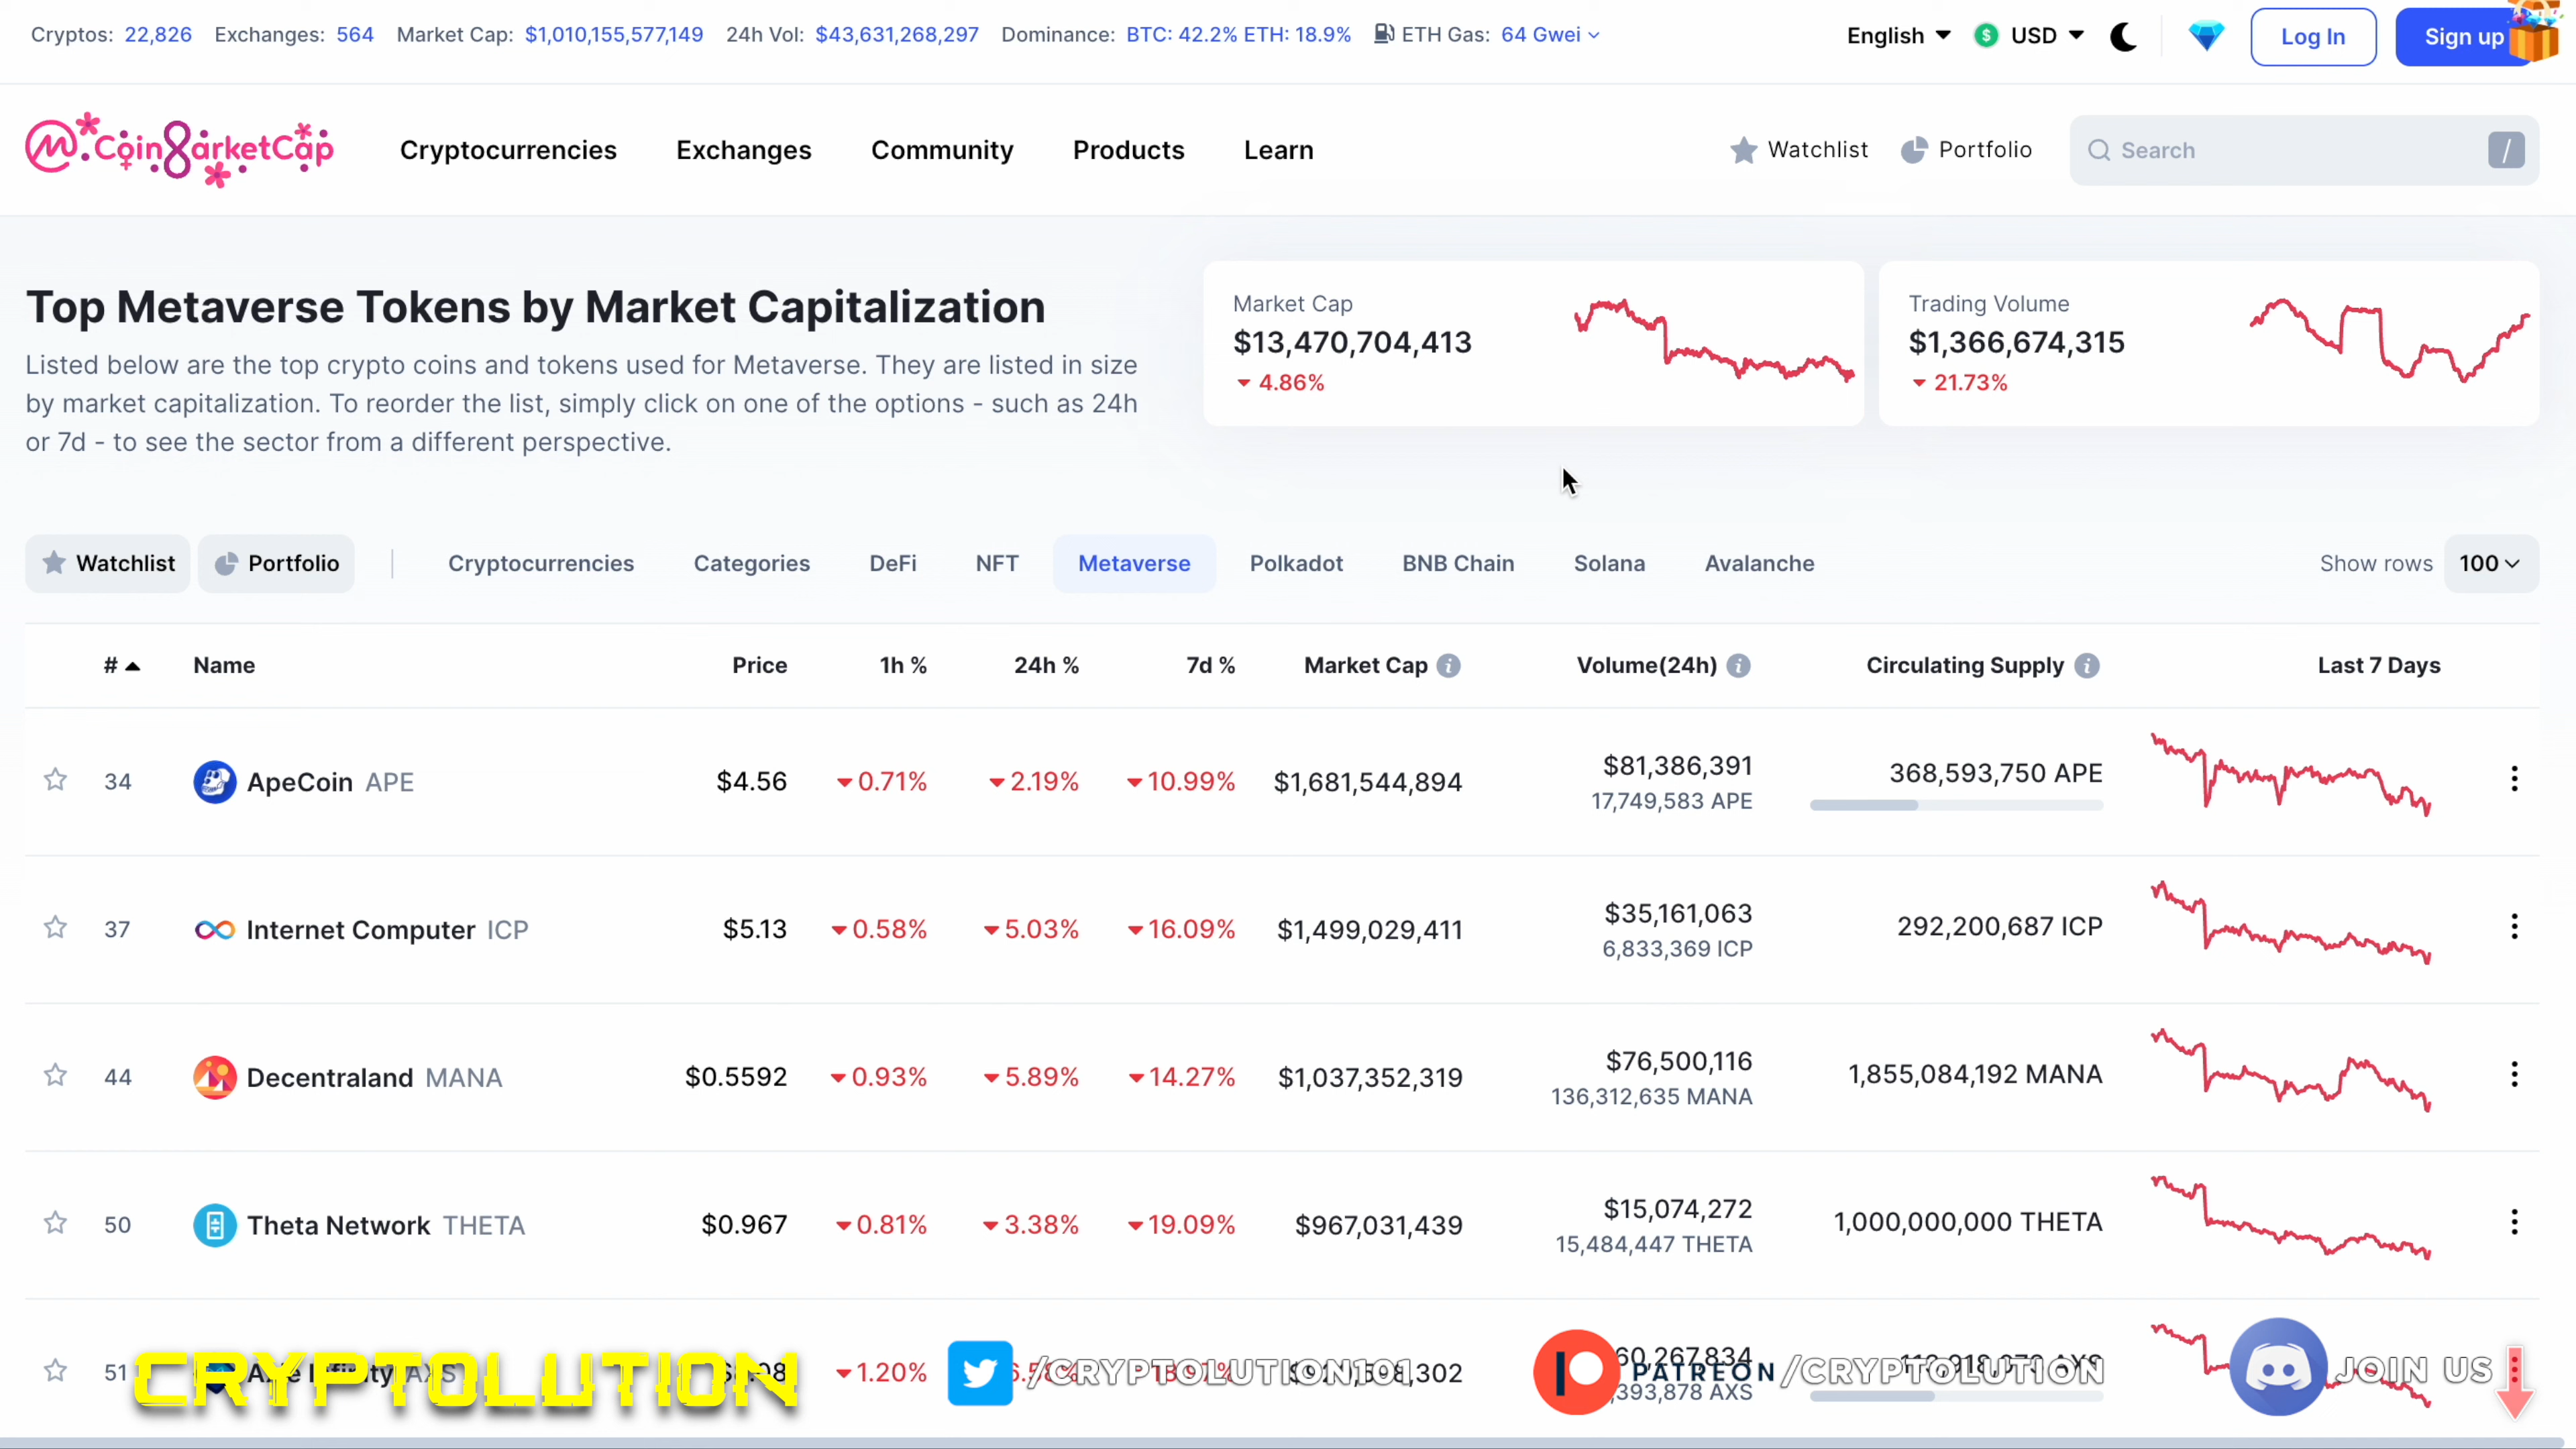 Cryptos: 22,826 Exchanges: 564 Market Cap: $1,010,155,577,149 24h Vol: $43,631,268,297 Dominance: BTC: 42.2% ETH: 18.9% ETH Gas: 64 Gwei English USD Log In Sign up
CoinMarketCap Cryptocurrencies Exchanges Community Products Learn Watchlist Portfolio Search /
Top Metaverse Tokens by Market Capitalization
Listed below are the top crypto coins and tokens used for Metaverse. They are listed in size
by market capitalization. To reorder the list, simply click on one of the options - such as 24h
or 7d - to see the sector from a different perspective.
Market Cap
$13,470,704,413
4.86%
Trading Volume
$1,366,674,315
21.73%
Watchlist Portfolio Cryptocurrencies Categories DeFi NFT Metaverse Polkadot BNB Chain Solana Avalanche Show rows 100
# Name Price 1h % 24h % 7d % Market Cap Volume(24h) Circulating Supply Last 7 Days
34 ApeCoin APE $4.56 0.71% 2.19% 10.99% $1,681,544,894 $81,386,391 368,593,750 APE
17,749,583 APE
37 Internet Computer ICP $5.13 0.58% 5.03% 16.09% $1,499,029,411 $35,161,063 292,200,687 ICP
6,833,369 ICP
44 Decentraland MANA $0.5592 0.93% 5.89% 14.27% $1,037,352,319 $76,500,116 1,855,084,192 MANA
136,312,635 MANA
50 Theta Network THETA $0.967 0.81% 3.38% 19.09% $967,031,439 $15,074,272 1,000,000,000 THETA
15,484,447 THETA
51 AXS 1.20% AXS
393,878 AXS
CRYPTOLUTION /CRYPTOLUTION101 PATREON /CRYPTOLUTION JOIN US